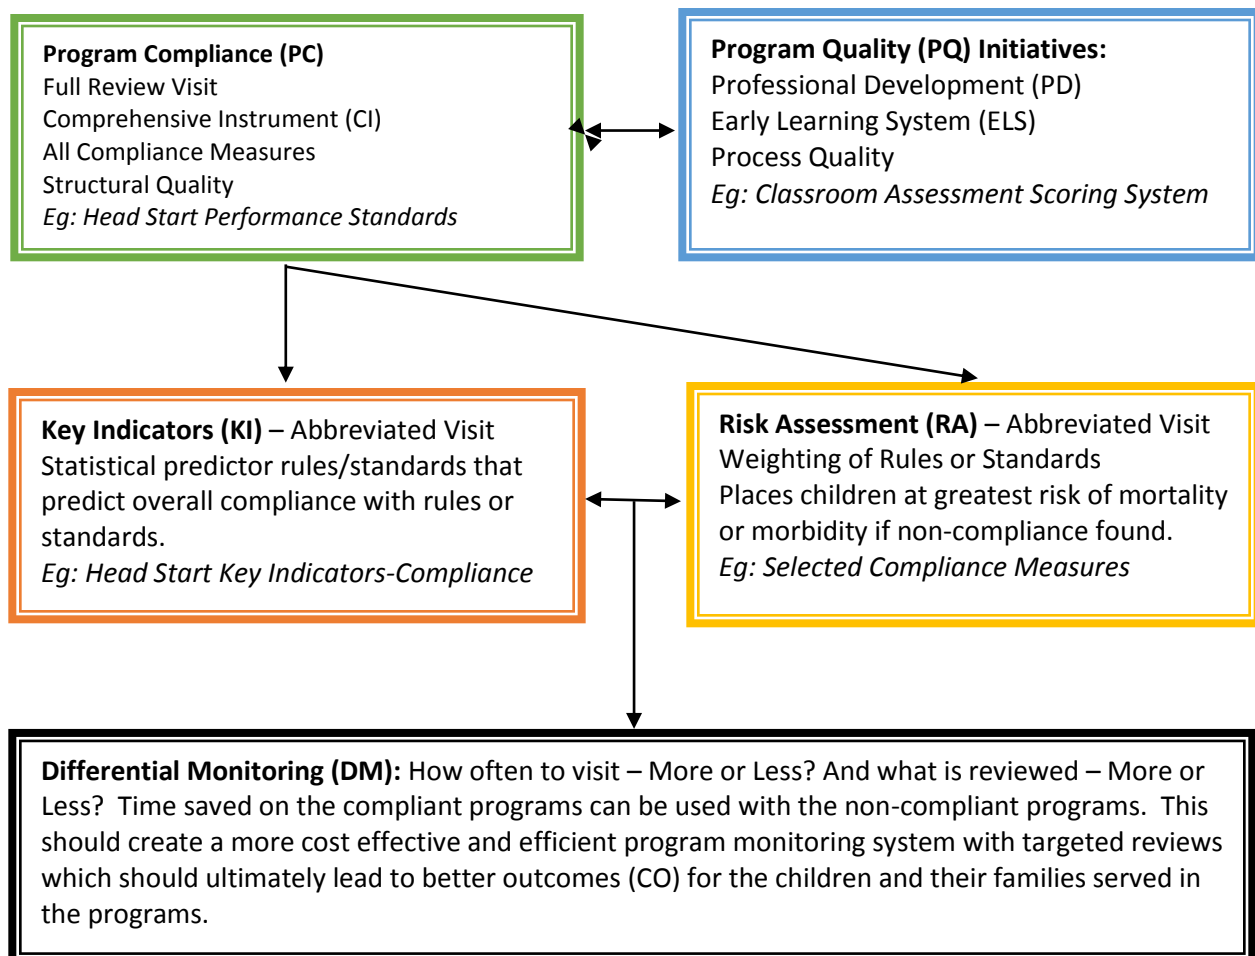 Program Compliance (PC)
Full Review Visit
Comprehensive Instrument (CI)
All Compliance Measures
Structural Quality
Eg: Head Start Performance Standards
Program Quality (PQ) Initiatives:
Professional Development (PD)
Early Learning System (ELS)
Process Quality
Eg: Classroom Assessment Scoring System
Key Indicators (KI) – Abbreviated Visit
Statistical predictor rules/standards that
predict overall compliance with rules or
standards.
Eg: Head Start Key Indicators-Compliance
Risk Assessment (RA) – Abbreviated Visit
Weighting of Rules or Standards
Places children at greatest risk of mortality
or morbidity if non-compliance found.
Eg: Selected Compliance Measures
Differential Monitoring (DM): How often to visit – More or Less? And what is reviewed – More or
Less?  Time saved on the compliant programs can be used with the non-compliant programs.  This
should create a more cost effective and efficient program monitoring system with targeted reviews
which should ultimately lead to better outcomes (CO) for the children and their families served in
the programs.